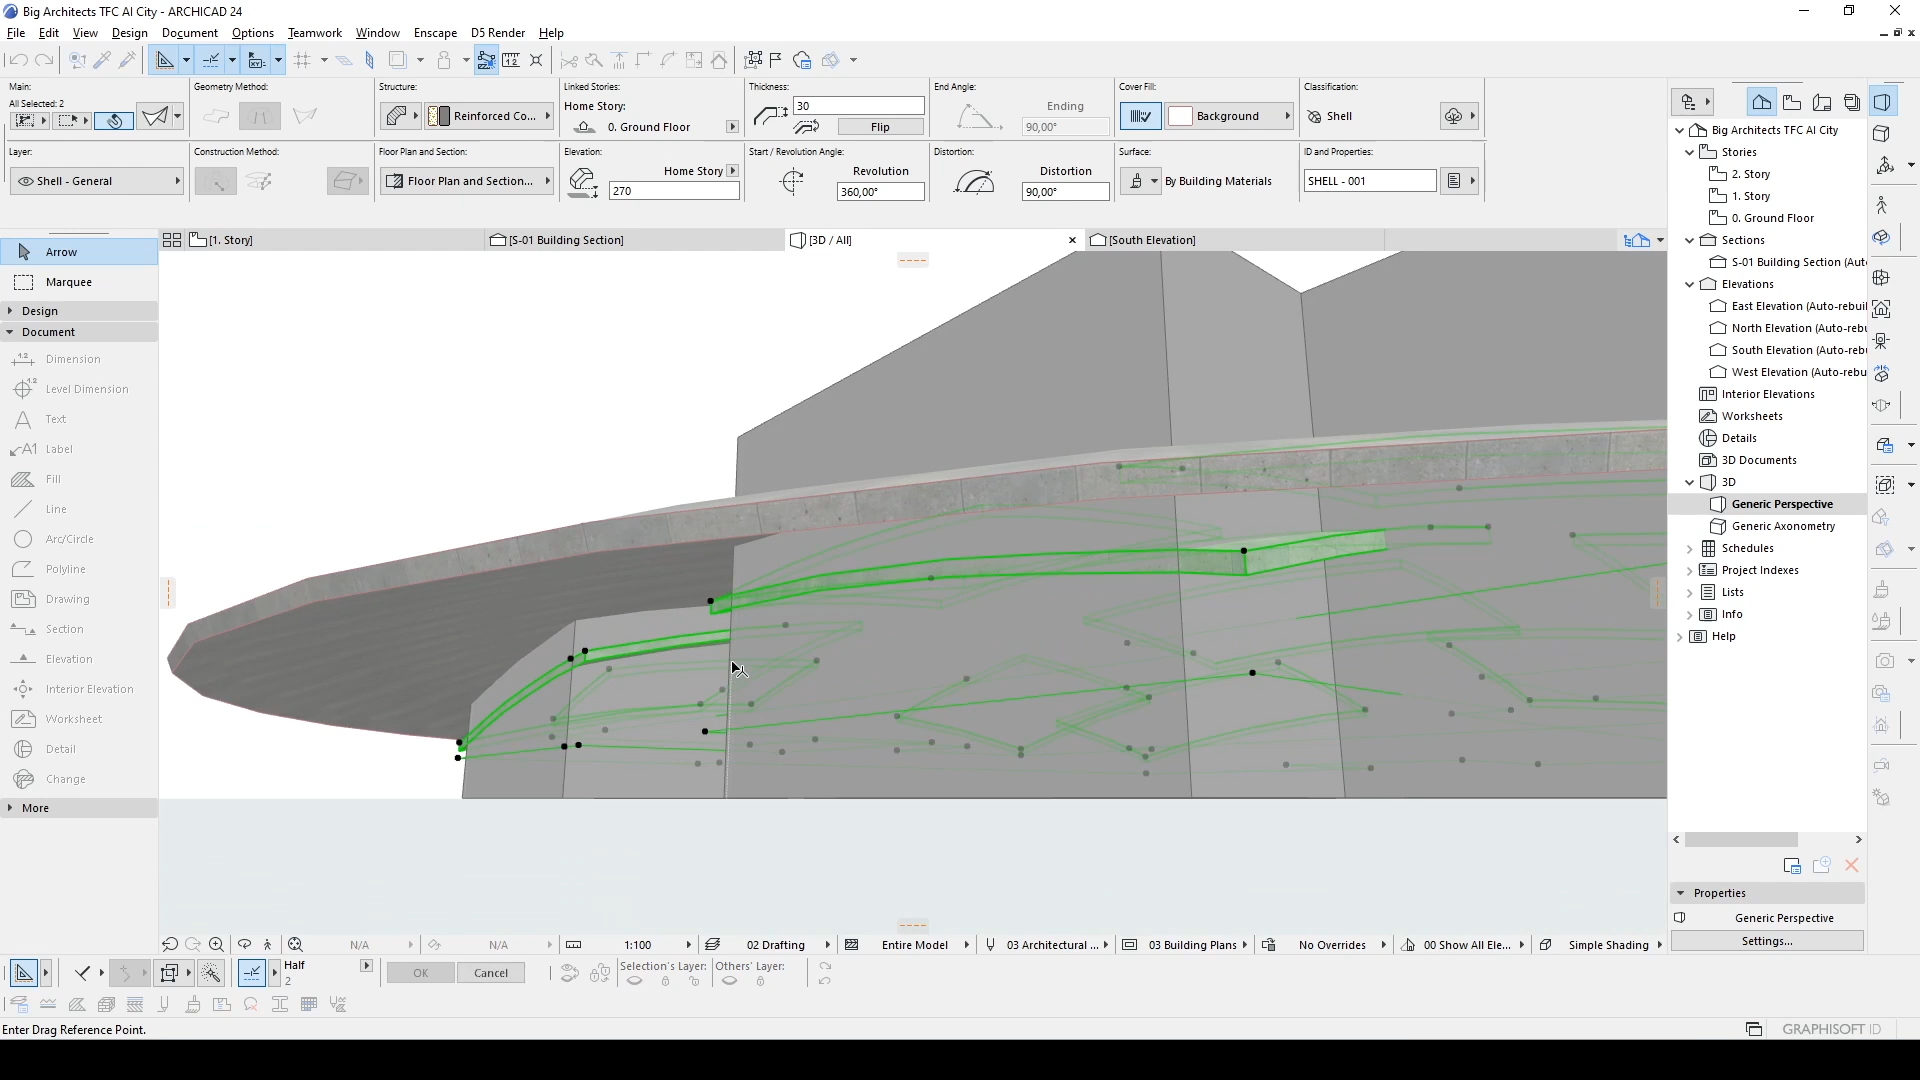 Big Architects TFC AI City - ARCHICAD 24
File Edit View Design Document Options Teamwork Window Enscape D5 Render Help
Main:
All Selected: 2
Geometry Method:
Structure:
Reinforced Co...
Linked Stories:
Home Story:
0. Ground Floor
Thickness:
30
Flip
End Angle:
Ending
90,00°
Cover Fill:
Background
Classification:
Shell
Layer:
Shell - General
Construction Method:
Floor Plan and Section:
Floor Plan and Section...
Elevation:
Home Story
270
Start / Revolution Angle:
Revolution
360,00°
Distortion:
Distortion
90,00°
Surface:
By Building Materials
ID and Properties:
SHELL - 001
[1. Story]
[S-01 Building Section]
[3D / All]
[South Elevation]
Arrow
Marquee
Design
Document
Dimension
Level Dimension
Text
Label
Fill
Line
Arc/Circle
Polyline
Drawing
Section
Elevation
Interior Elevation
Worksheet
Detail
Change
More
Big Architects TFC AI City
Stories
2. Story
1. Story
0. Ground Floor
Sections
S-01 Building Section (Aut
Elevations
East Elevation (Auto-rebuil
North Elevation (Auto-rebu
South Elevation (Auto-reb
West Elevation (Auto-rebu
Interior Elevations
Worksheets
Details
3D Documents
3D
Generic Perspective
Generic Axonometry
Schedules
Project Indexes
Lists
Info
Help
Properties
Generic Perspective
Settings...
N/A
N/A
1:100
02 Drafting
Entire Model
03 Architectural ...
03 Building Plans
No Overrides
00 Show All Ele...
Simple Shading
Half
2
OK
Cancel
Selection's Layer:
Others' Layer:
Enter Drag Reference Point.
GRAPHISOFT ID